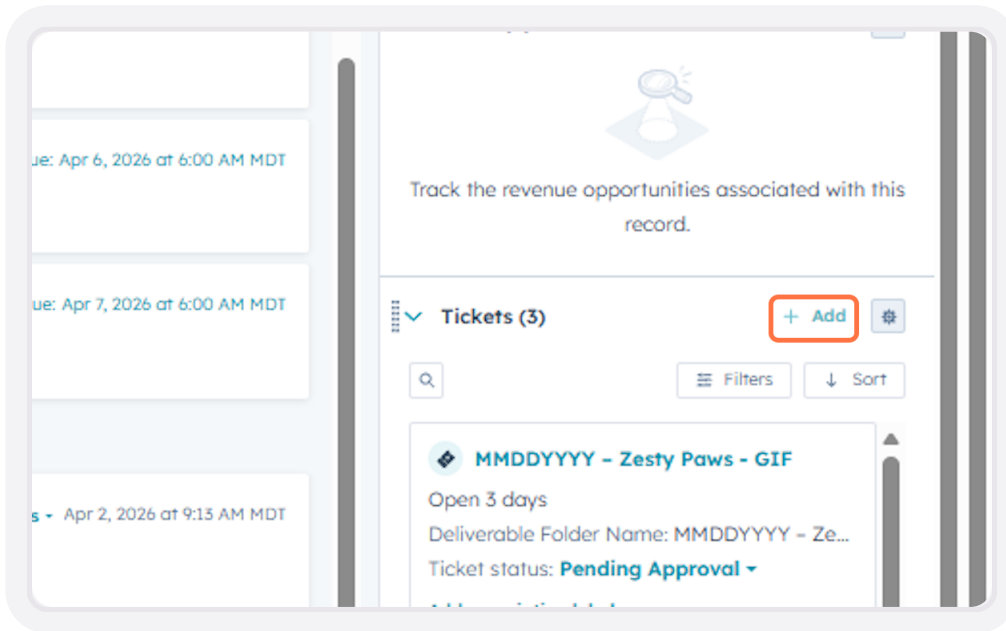 ue: Apr 6, 2026 at 6:00 AM MDT
ue: Apr 7, 2026 at 6:00 AM MDT
s Apr 2, 2026 at 9:13 AM MDT
Track the revenue opportunities associated with this
record.
Tickets (3)
+ Add
Filters
Sort
MMDDYYYY – Zesty Paws - GIF
Open 3 days
Deliverable Folder Name: MMDDYYYY – Ze...
Ticket status: Pending Approval